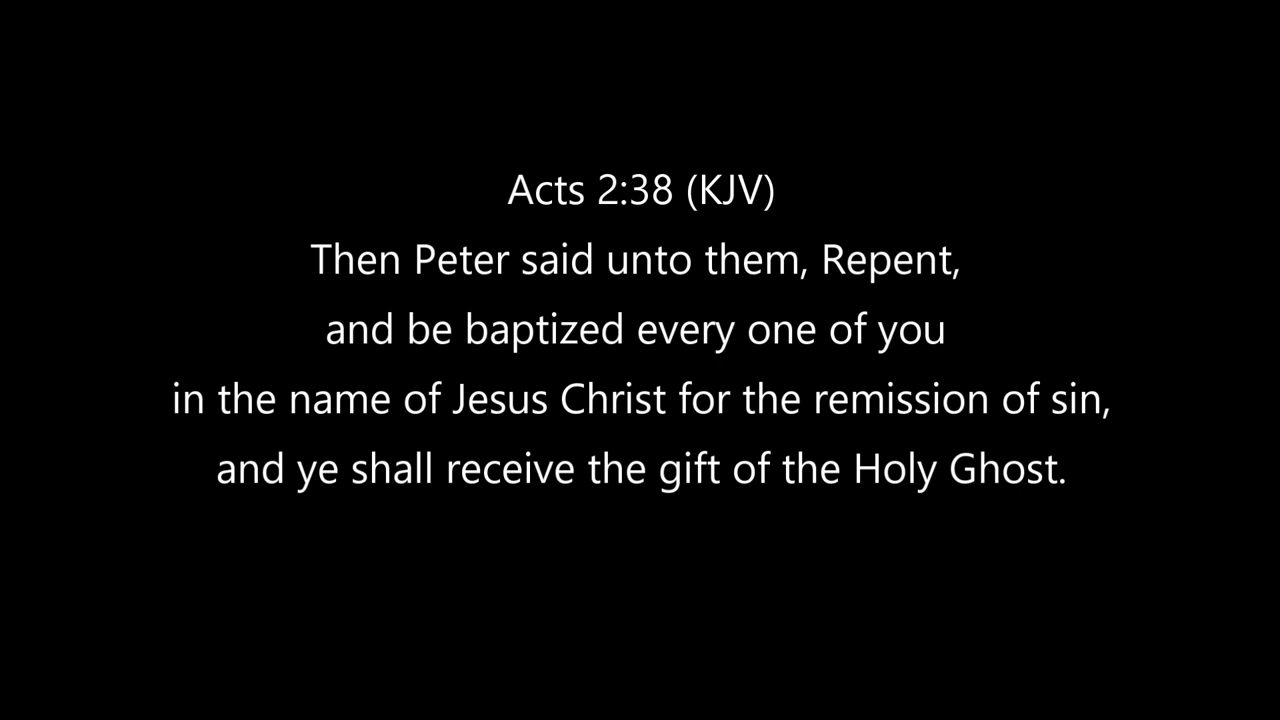 Acts 2:38 (KJV)
Then Peter said unto them, Repent,
and be baptized every one of you
in the name of Jesus Christ for the remission of sin,
and ye shall receive the gift of the Holy Ghost.